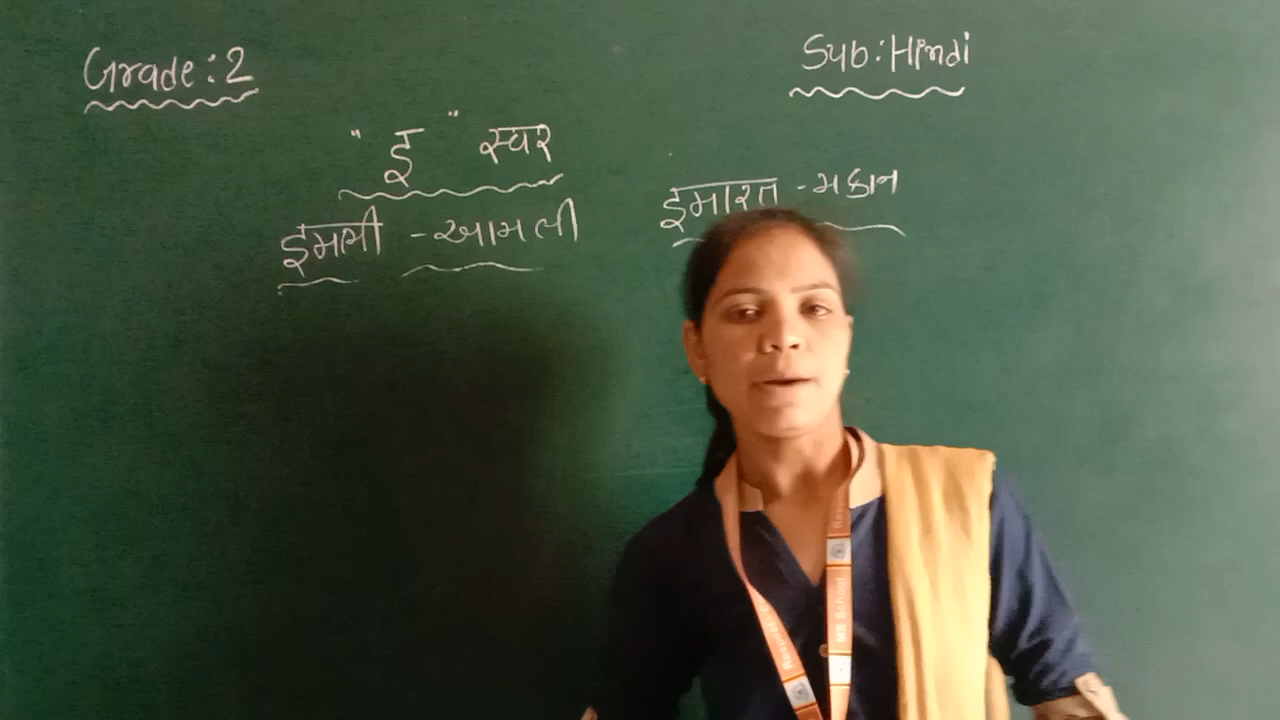 Grade:2
Sub:Hindi
"इ" स्वर
इमली - આમલી
इमारत - મકાન